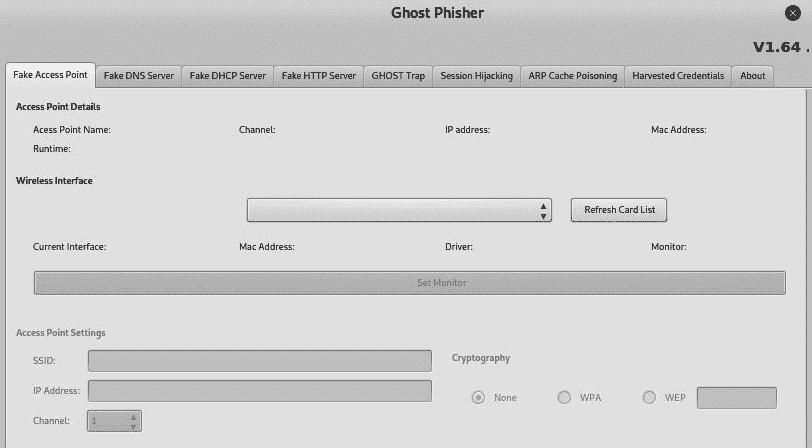 Ghost Phisher
V1.64 .
Fake Access Point Fake DNS Server Fake DHCP Server Fake HTTP Server GHOST Trap Session Hijacking ARP Cache Poisoning Harvested Credentials About
Access Point Details
Acess Point Name: Channel: IP address: Mac Address:
Runtime:
Wireless Interface
Refresh Card List
Current Interface: Mac Address: Driver: Monitor:
Set Monitor
Access Point Settings
SSID: Cryptography
IP Address: None WPA WEP
Channel: 1